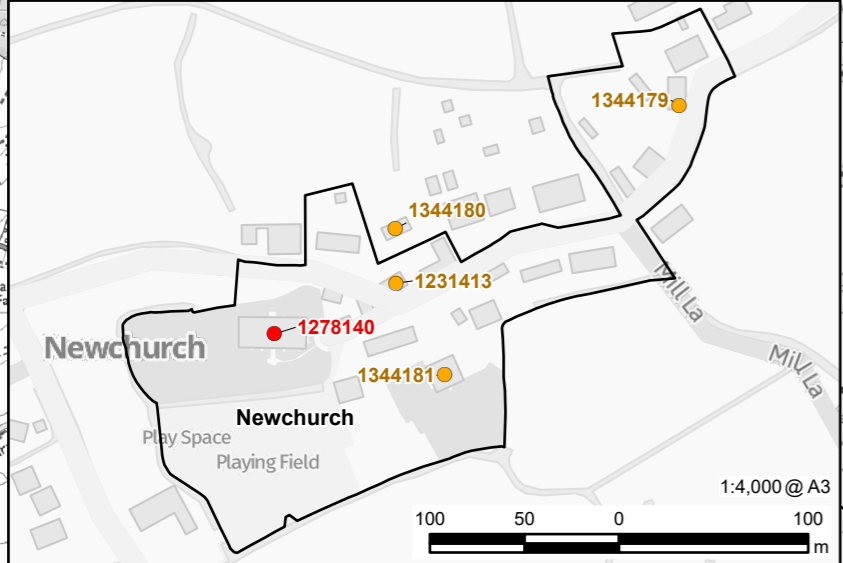 1344179
1344180
1231413
1278140
Newchurch
Mill La
Mill La
1344181
Newchurch
Play Space
Playing Field
1:4,000 @ A3
100 50 0 100
m